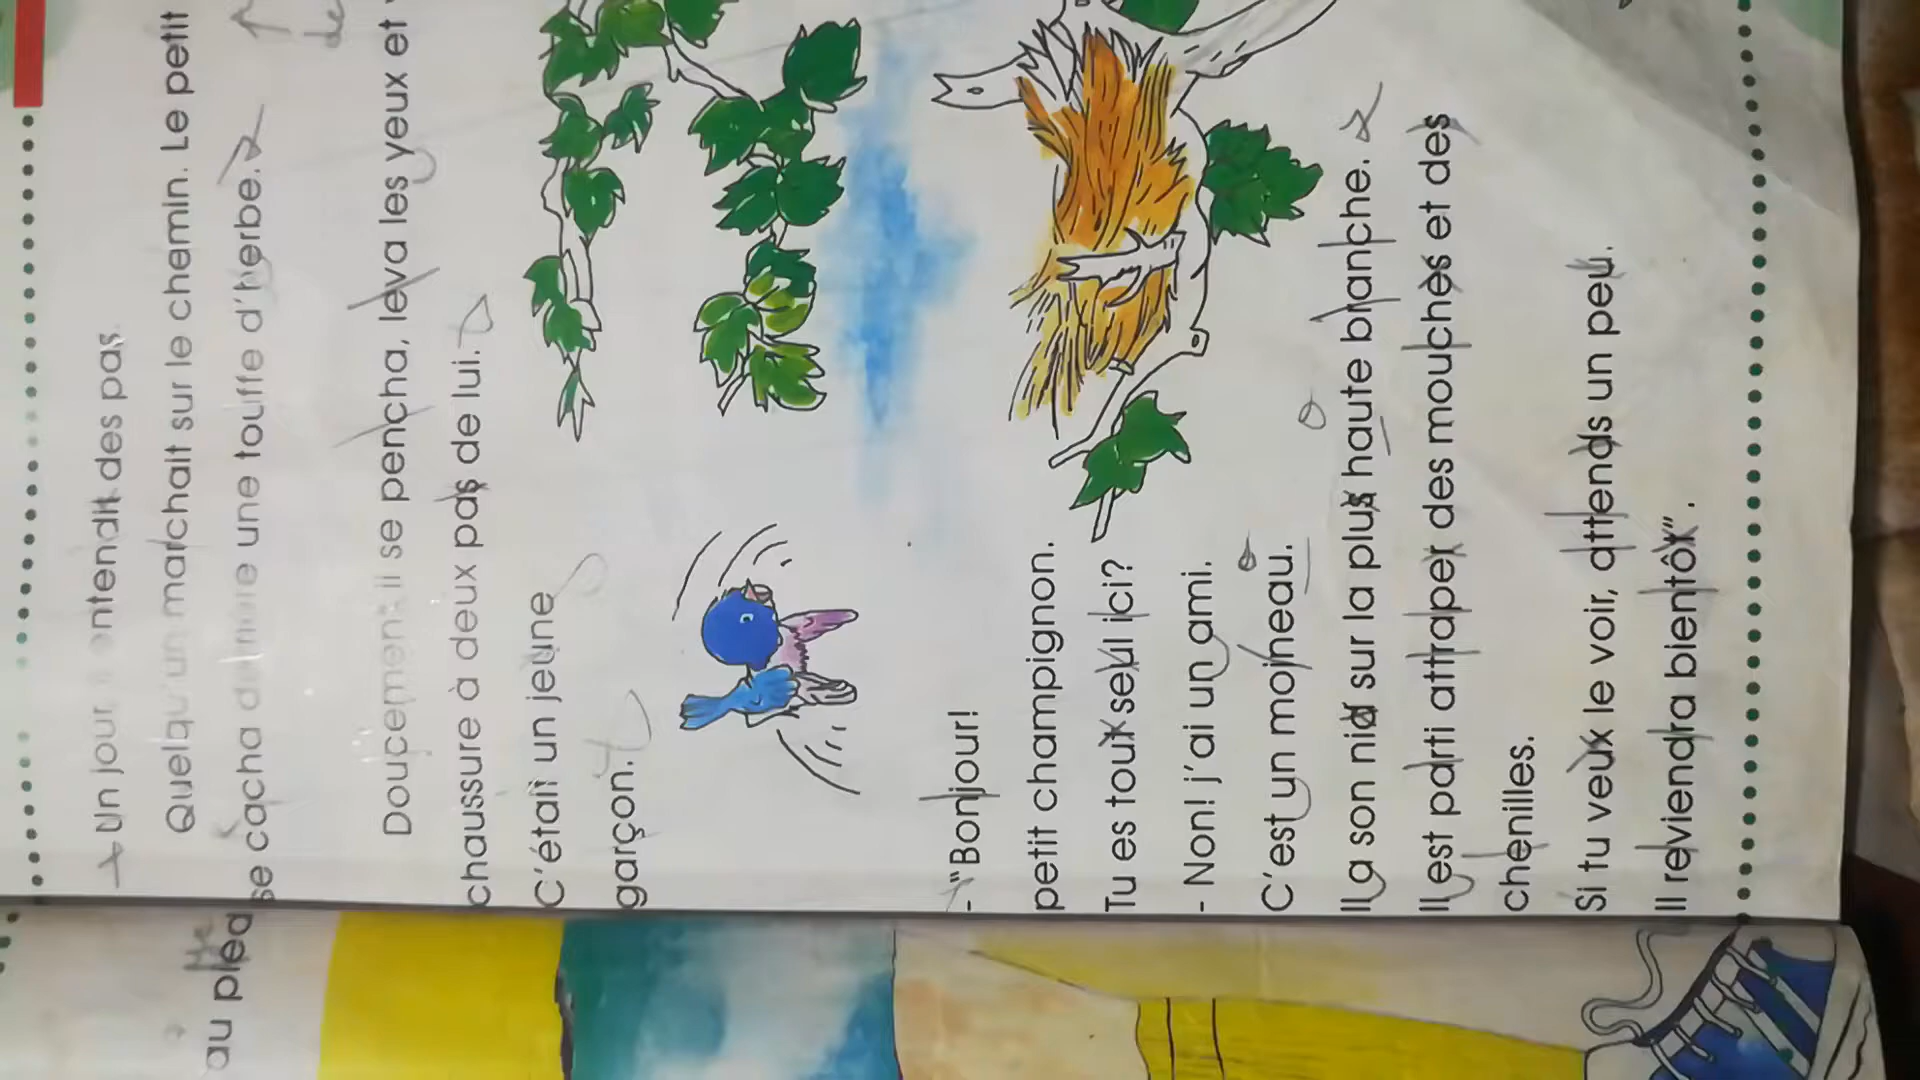 Un jour entendit des pas
Quelqu'un marchait sur le chemin. Le petit
se cacha derrière une touffe d'herbe.
Doucement il se pencha, leva les yeux et
chaussure à deux pas de lui.
C'était un jeune
garçon.
- "Bonjour!
petit champignon.
Tu es tout seul ici?
- Non! j'ai un ami.
C'est un moineau.
Il a son nid sur la plus haute branche.
Il est parti attraper des mouches et des
chenilles.
Si tu veux le voir, attends un peu.
Il reviendra bientôt".
au pied